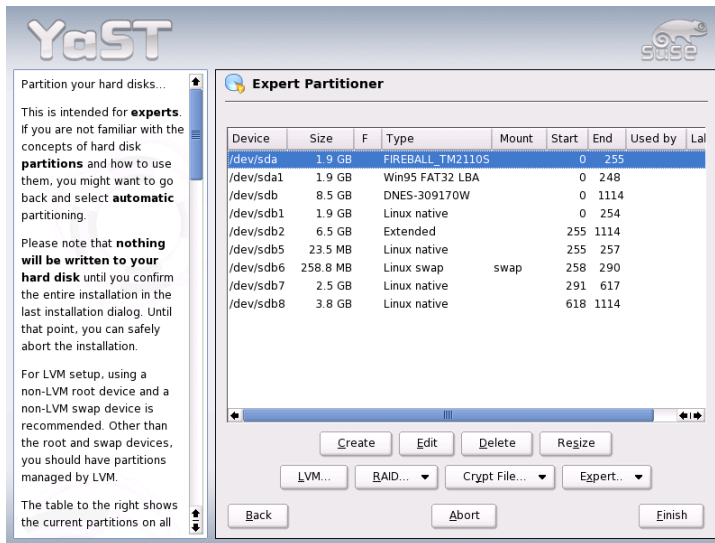 YaST
SUSE
Partition your hard disks...
This is intended for experts.
If you are not familiar with the
concepts of hard disk
partitions and how to use
them, you might want to go
back and select automatic
partitioning.
Please note that nothing
will be written to your
hard disk until you confirm
the entire installation in the
last installation dialog. Until
that point, you can safely
abort the installation.
For LVM setup, using a
non-LVM root device and a
non-LVM swap device is
recommended. Other than
the root and swap devices,
you should have partitions
managed by LVM.
The table to the right shows
the current partitions on all
Expert Partitioner
Device Size F Type Mount Start End Used by Lal
/dev/sda 1.9 GB FIREBALL_TM2110S 0 255
/dev/sda1 1.9 GB Win95 FAT32 LBA 0 248
/dev/sdb 8.5 GB DNES-309170W 0 1114
/dev/sdb1 1.9 GB Linux native 0 254
/dev/sdb2 6.5 GB Extended 255 1114
/dev/sdb5 23.5 MB Linux native 255 257
/dev/sdb6 258.8 MB Linux swap swap 258 290
/dev/sdb7 2.5 GB Linux native 291 617
/dev/sdb8 3.8 GB Linux native 618 1114
Create Edit Delete Resize
LVM... RAID... Crypt File... Expert..
Back Abort Finish